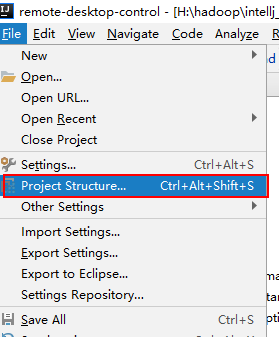 remote-desktop-control - [H:\hadoop\intellj_
File Edit View Navigate Code Analyze
New
Open...
Open URL...
Open Recent
Close Project
Settings... Ctrl+Alt+S
Project Structure... Ctrl+Alt+Shift+S
Other Settings
Import Settings...
Export Settings...
Export to Eclipse...
Settings Repository...
Save All Ctrl+S